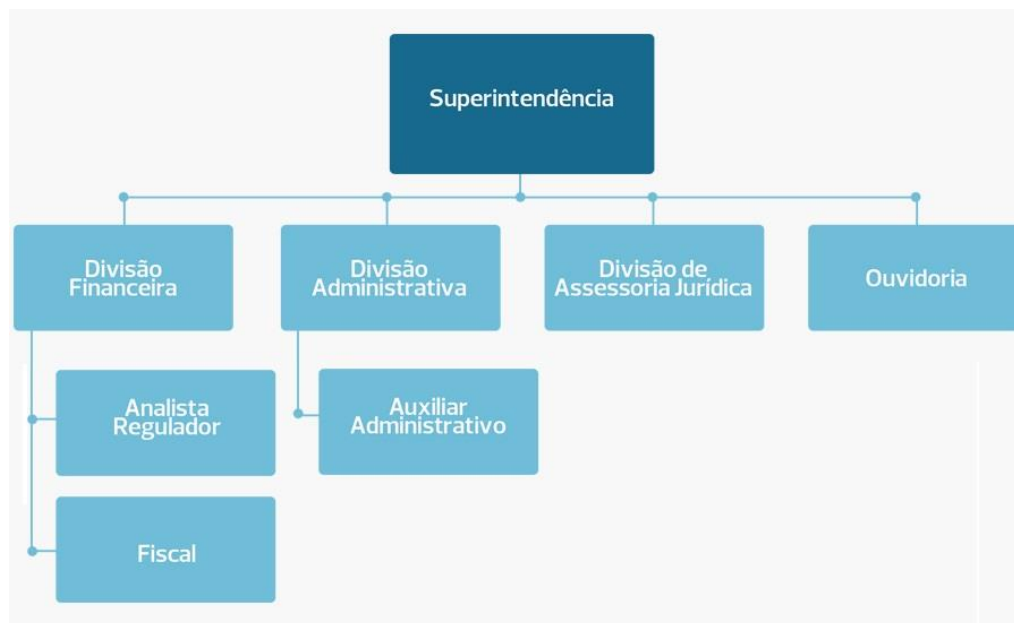 Superintendência
Divisão
Financeira
Divisão
Administrativa
Divisão de
Assessoria Jurídica
Ouvidoria
Analista
Regulador
Auxiliar
Administrativo
Fiscal